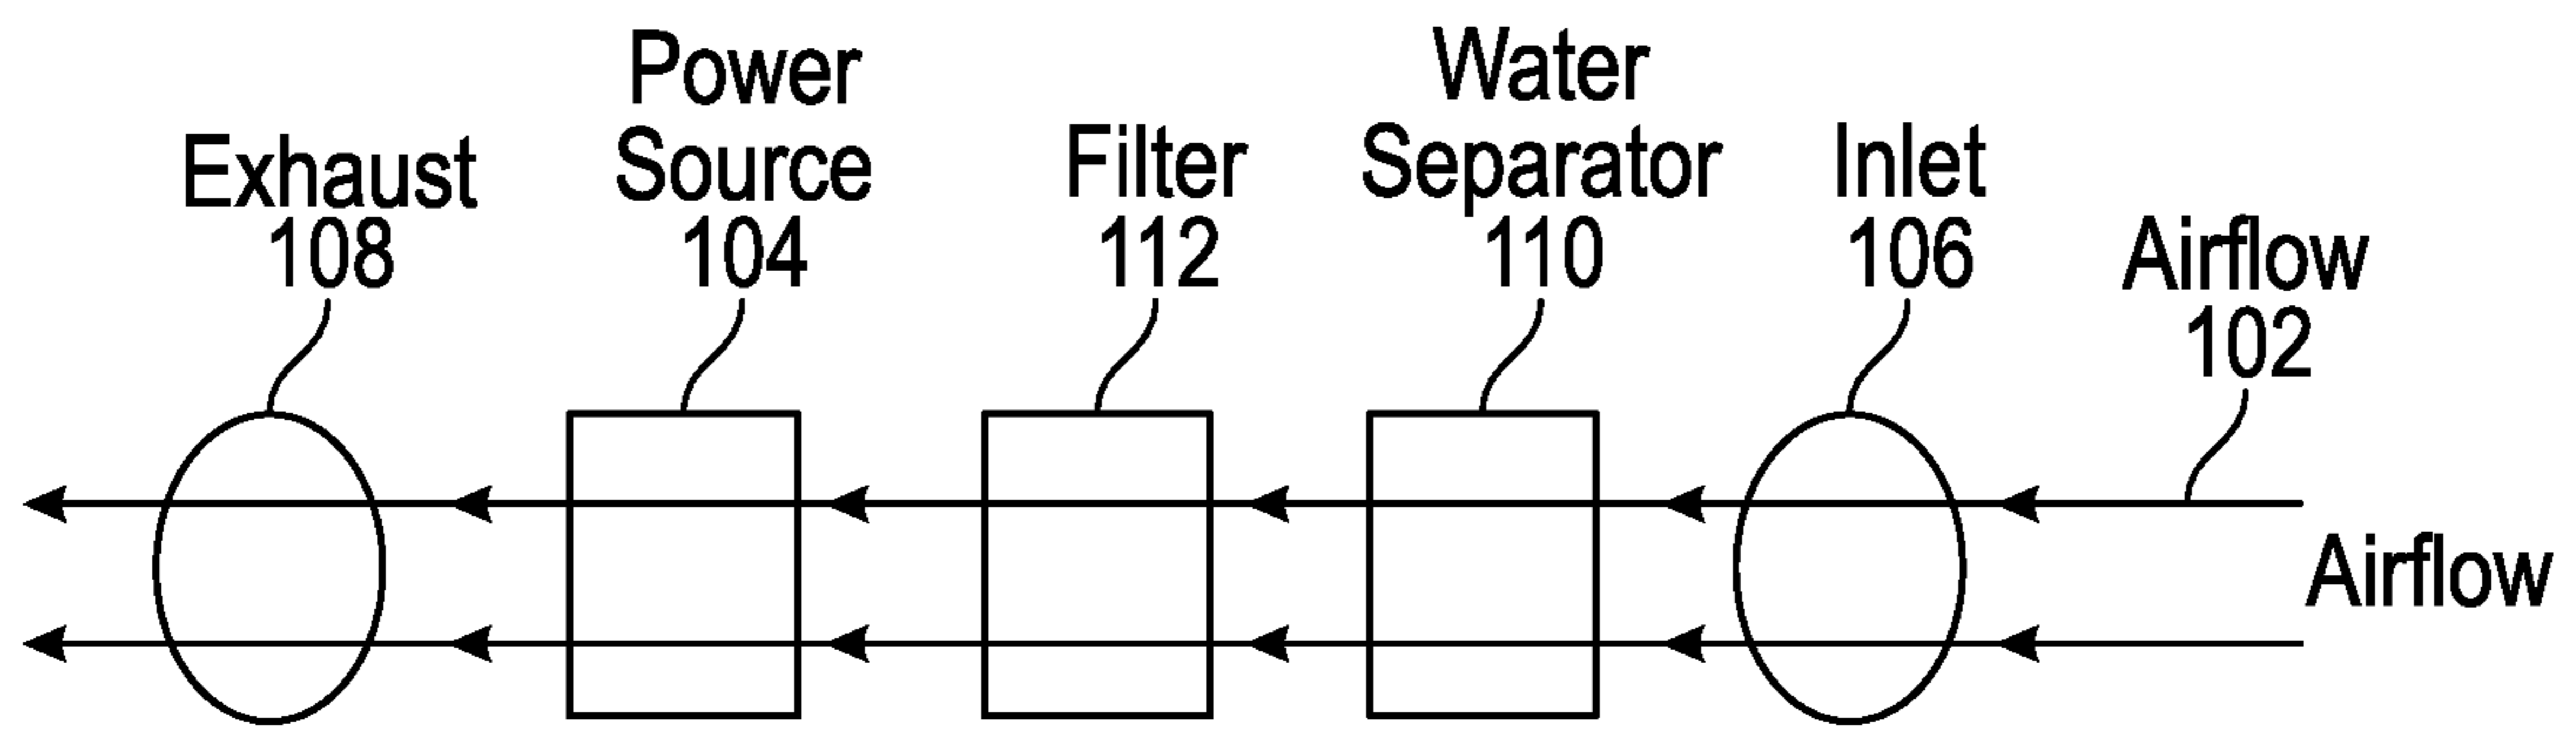 Exhaust
108
Power
Source
104
Filter
112
Water
Separator
110
Inlet
106
Airflow
102
Airflow